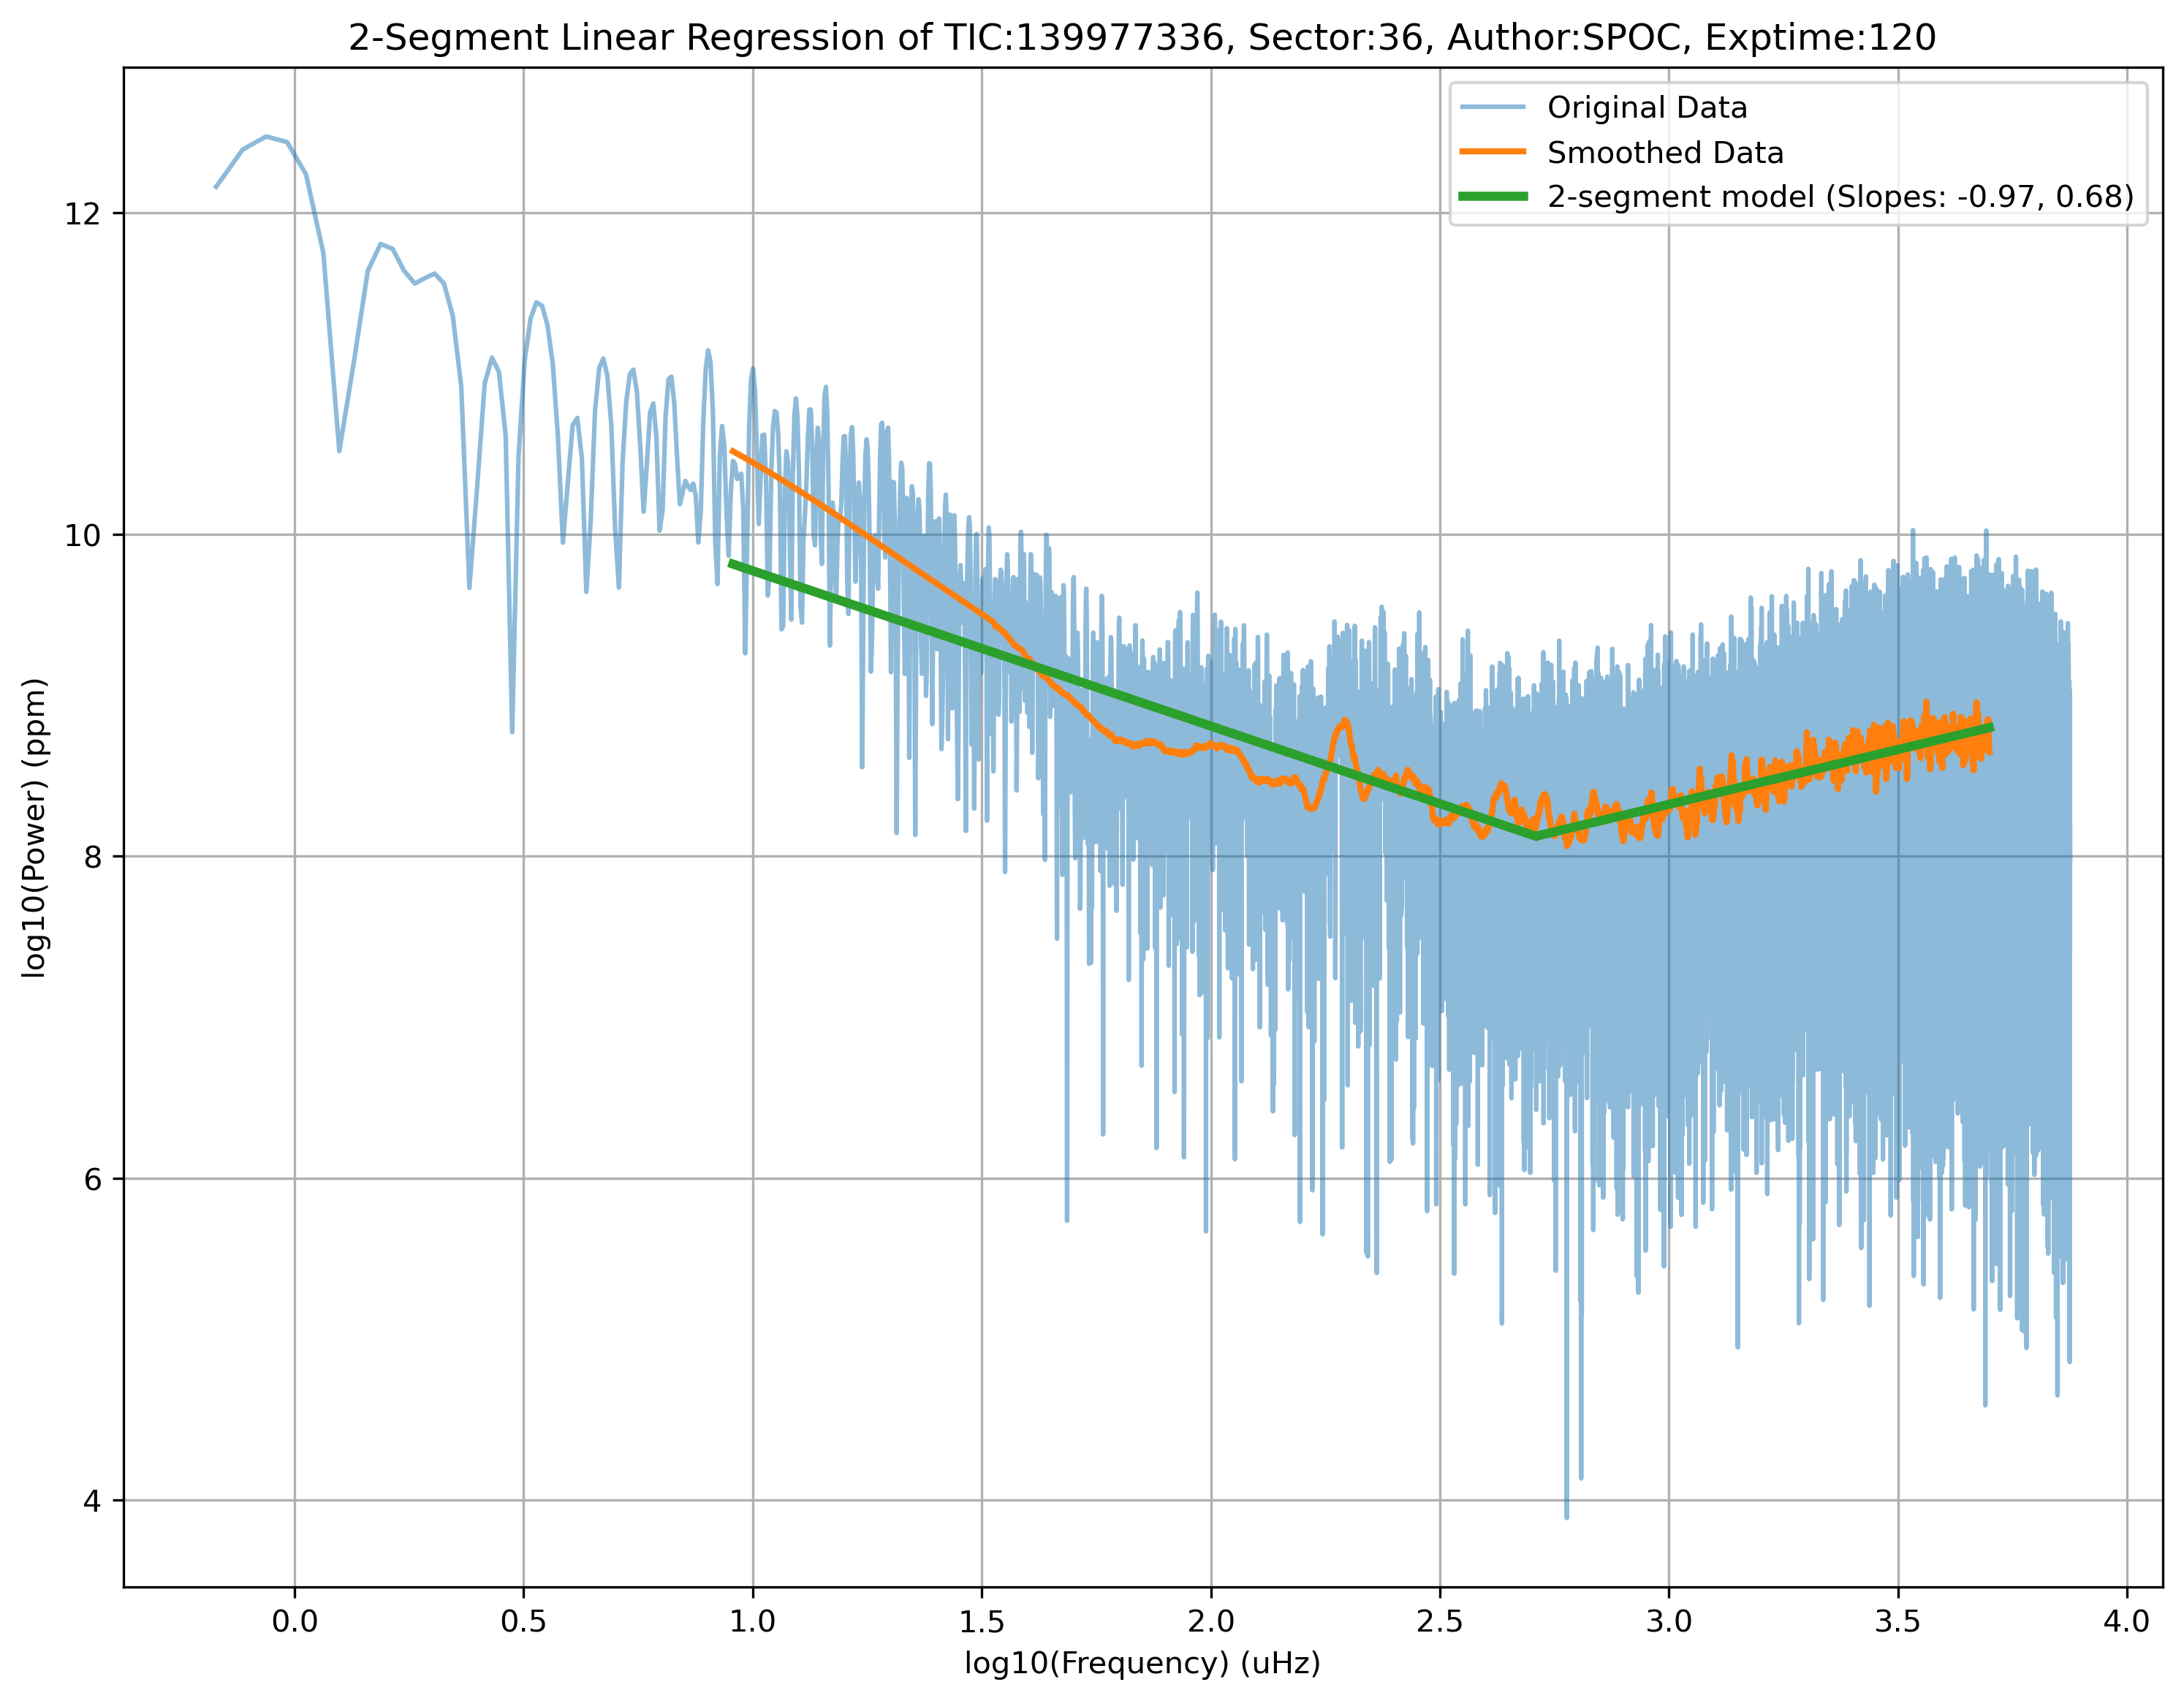 2-Segment Linear Regression of TIC:139977336, Sector:36, Author:SPOC, Exptime:120
Original Data
Smoothed Data
2-segment model (Slopes: -0.97, 0.68)
log10(Power) (ppm)
12
10
8
6
4
0.0 0.5 1.0 1.5 2.0 2.5 3.0 3.5 4.0
log10(Frequency) (uHz)